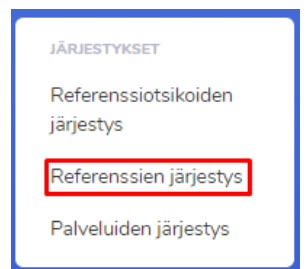 JÄRJESTYKSET
Referenssiotsikoiden
järjestys
Referenssien järjestys
Palveluiden järjestys